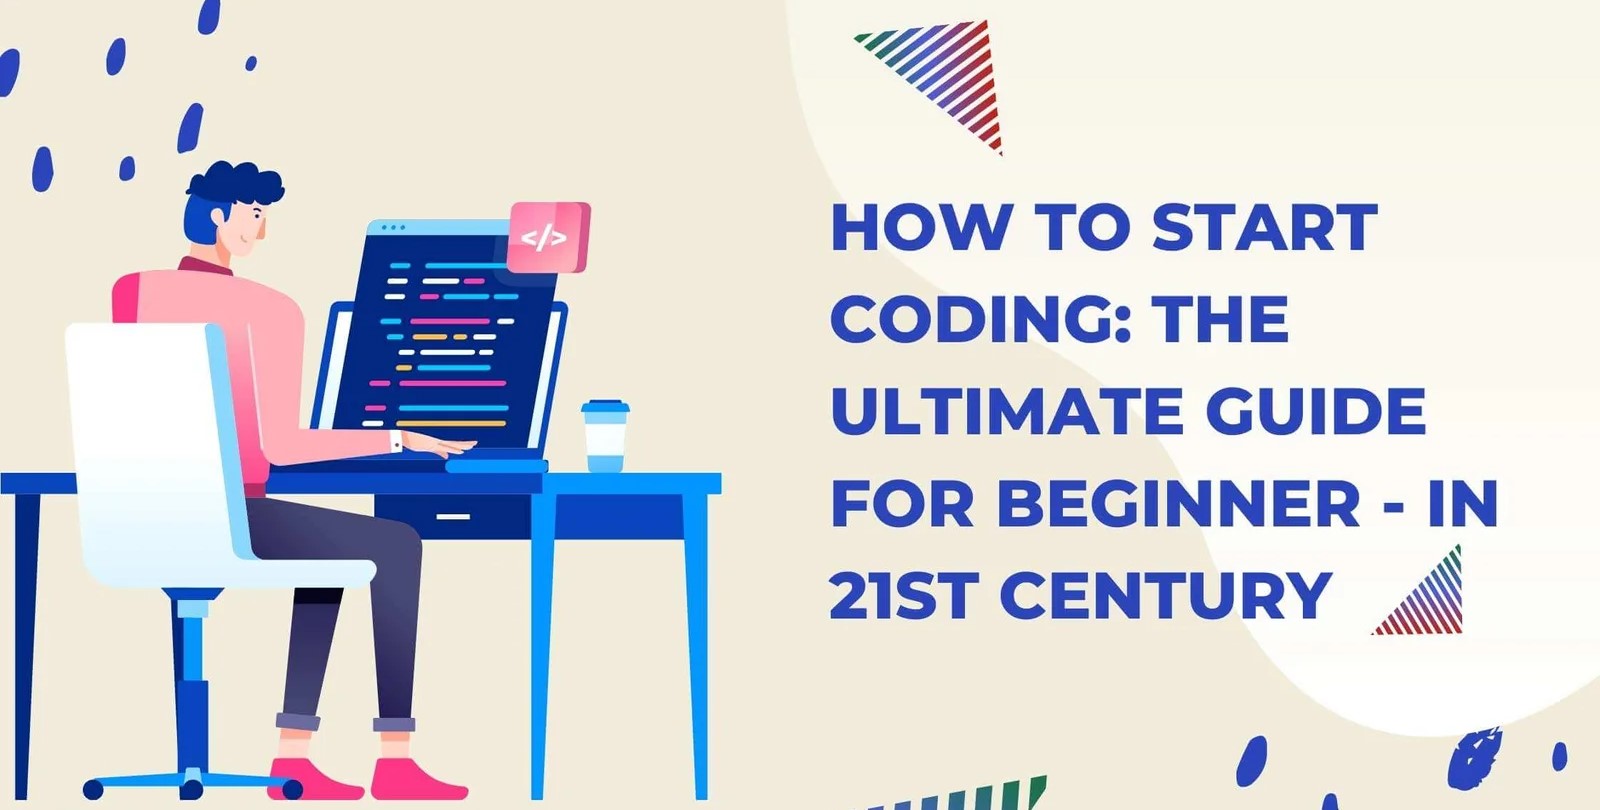 </>
HOW TO START
CODING: THE
ULTIMATE GUIDE
FOR BEGINNER - IN
21ST CENTURY